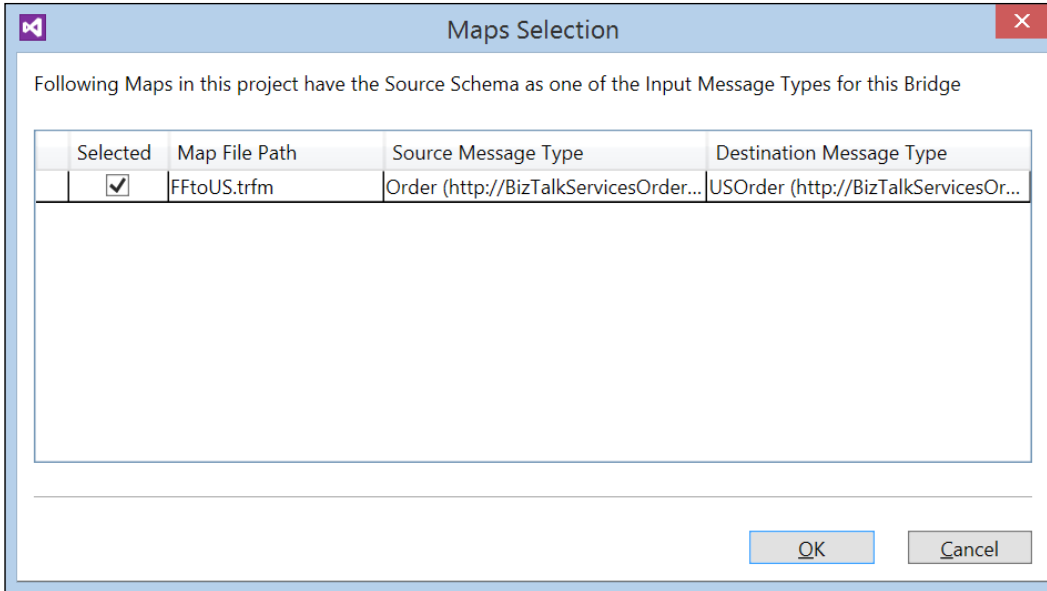 Maps Selection
Following Maps in this project have the Source Schema as one of the Input Message Types for this Bridge
Selected Map File Path Source Message Type Destination Message Type
FFtoUS.trfm Order (http://BizTalkServicesOrder... USOrder (http://BizTalkServicesOr...
OK Cancel